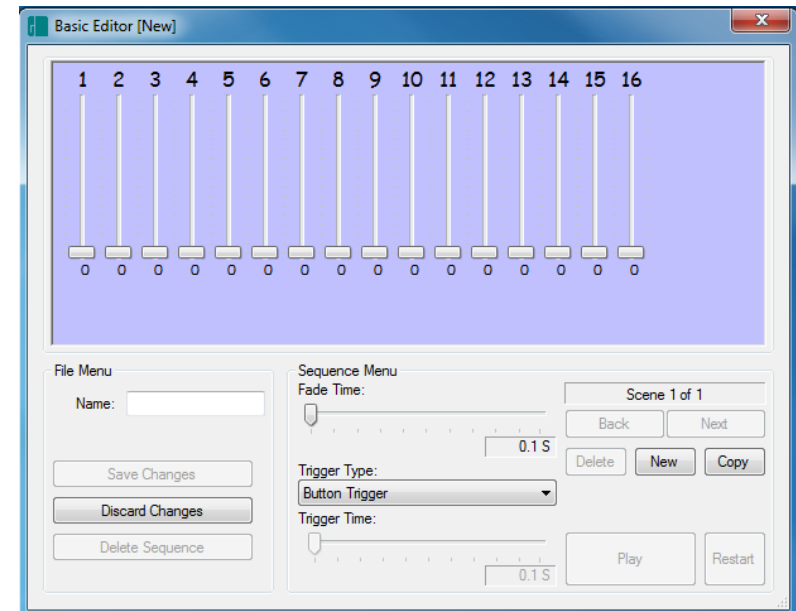 Basic Editor [New]
1 2 3 4 5 6 7 8 9 10 11 12 13 14 15 16
0 0 0 0 0 0 0 0 0 0 0 0 0 0 0 0
File Menu
Name:
Save Changes
Discard Changes
Delete Sequence
Sequence Menu
Fade Time:
0.1 S
Trigger Type:
Button Trigger
Trigger Time:
0.1 S
Scene 1 of 1
Back Next
Delete New Copy
Play Restart